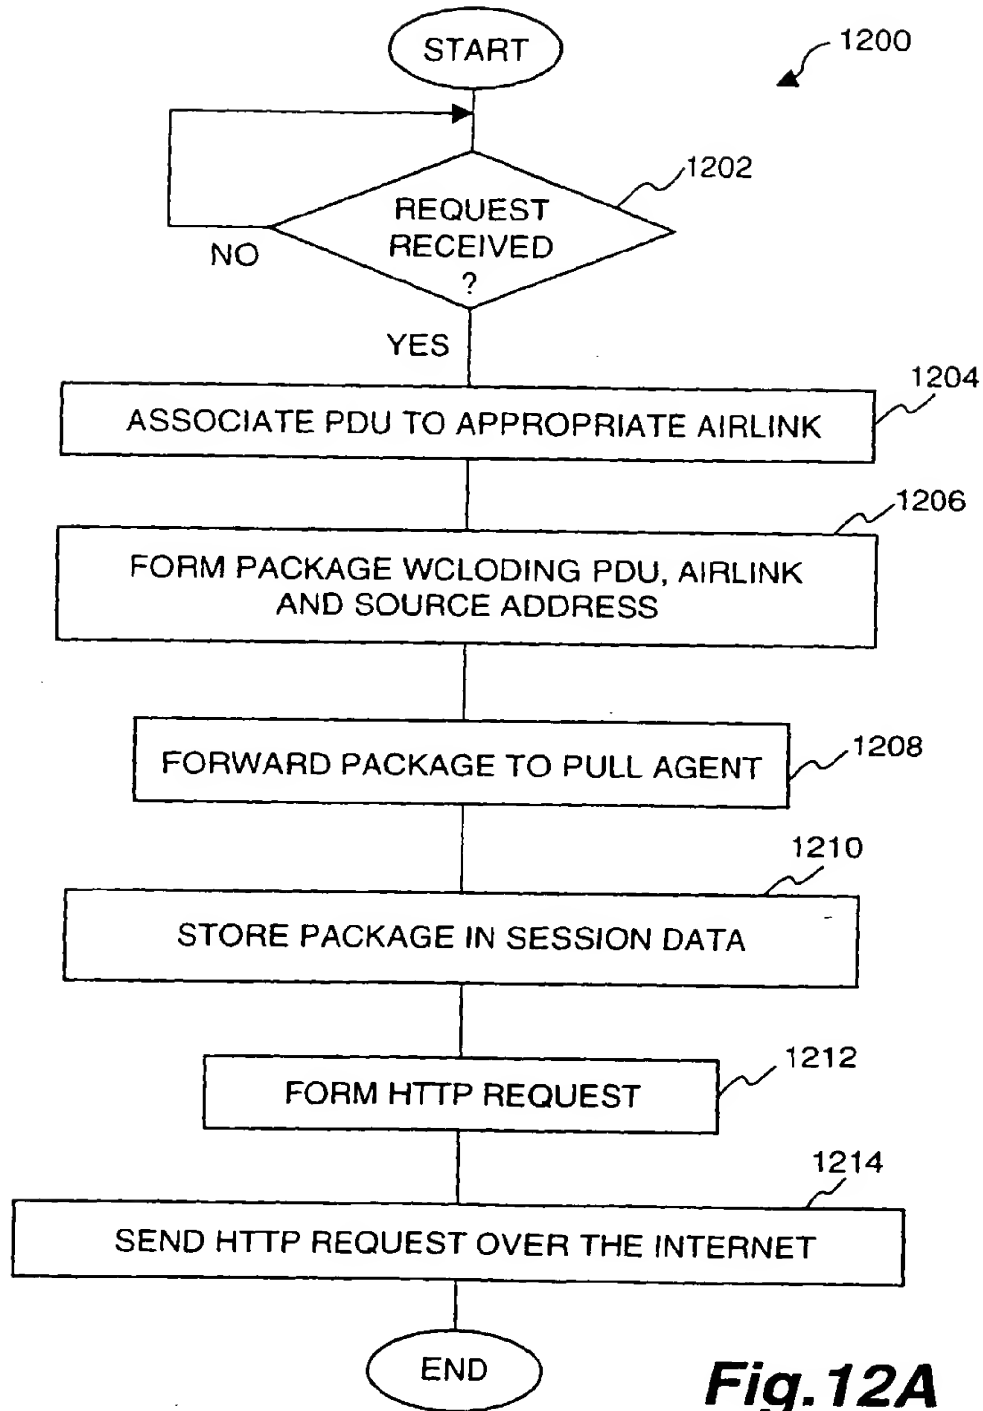 START
1200
1202
REQUEST
RECEIVED
?
NO
YES
1204
ASSOCIATE PDU TO APPROPRIATE AIRLINK
1206
FORM PACKAGE WCLODING PDU, AIRLINK
AND SOURCE ADDRESS
1208
FORWARD PACKAGE TO PULL AGENT
1210
STORE PACKAGE IN SESSION DATA
1212
FORM HTTP REQUEST
1214
SEND HTTP REQUEST OVER THE INTERNET
END
Fig.12A